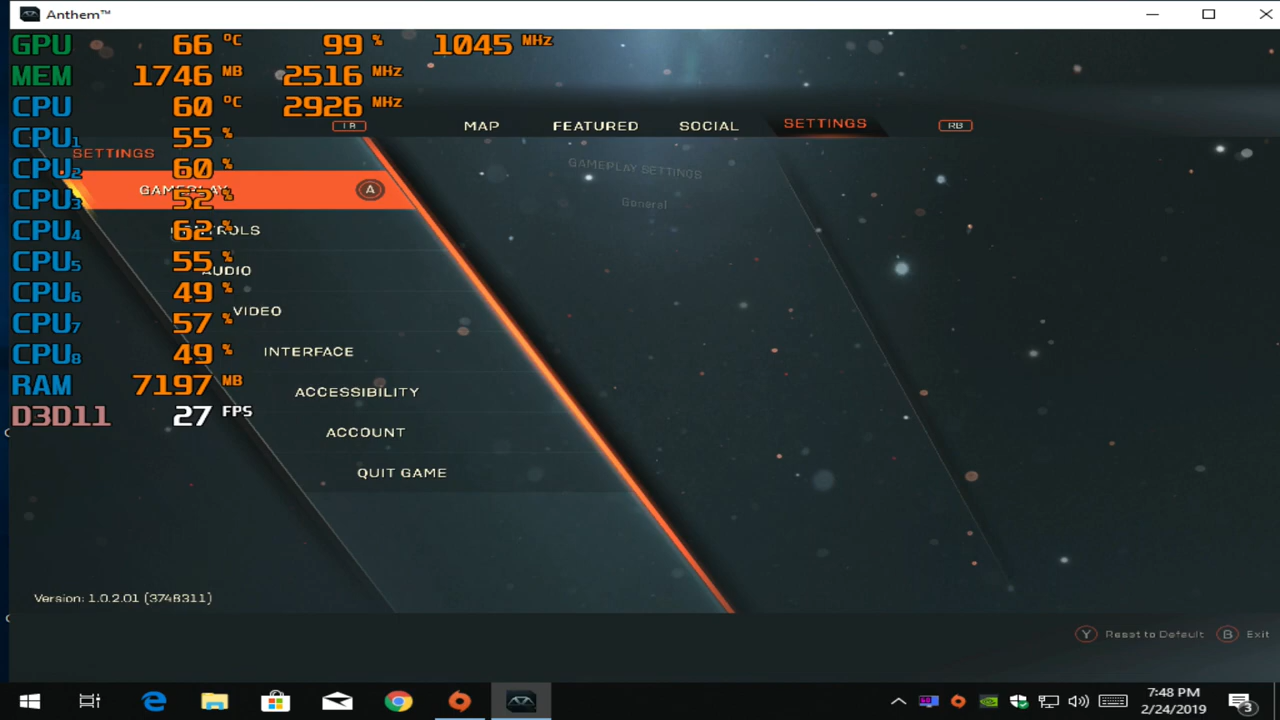 Anthem™
GPU 66 °C 99 % 1045 MHz
MEM 1746 MB 2516 MHz
CPU 60 °C 2926 MHz
CPU1 55 %
CPU2 60 %
CPU3 52 %
CPU4 62 %
CPU5 55 %
CPU6 49 %
CPU7 57 %
CPU8 49 %
RAM 7197 MB
D3D11 27 FPS
LB MAP FEATURED SOCIAL SETTINGS RB
SETTINGS
GAMEPLAY A
CONTROLS
AUDIO
VIDEO
INTERFACE
ACCESSIBILITY
ACCOUNT
QUIT GAME
GAMEPLAY SETTINGS
General
Version: 1.0.2.01 (3748311)
Y Reset to Default B Exit
7:48 PM
2/24/2019
3